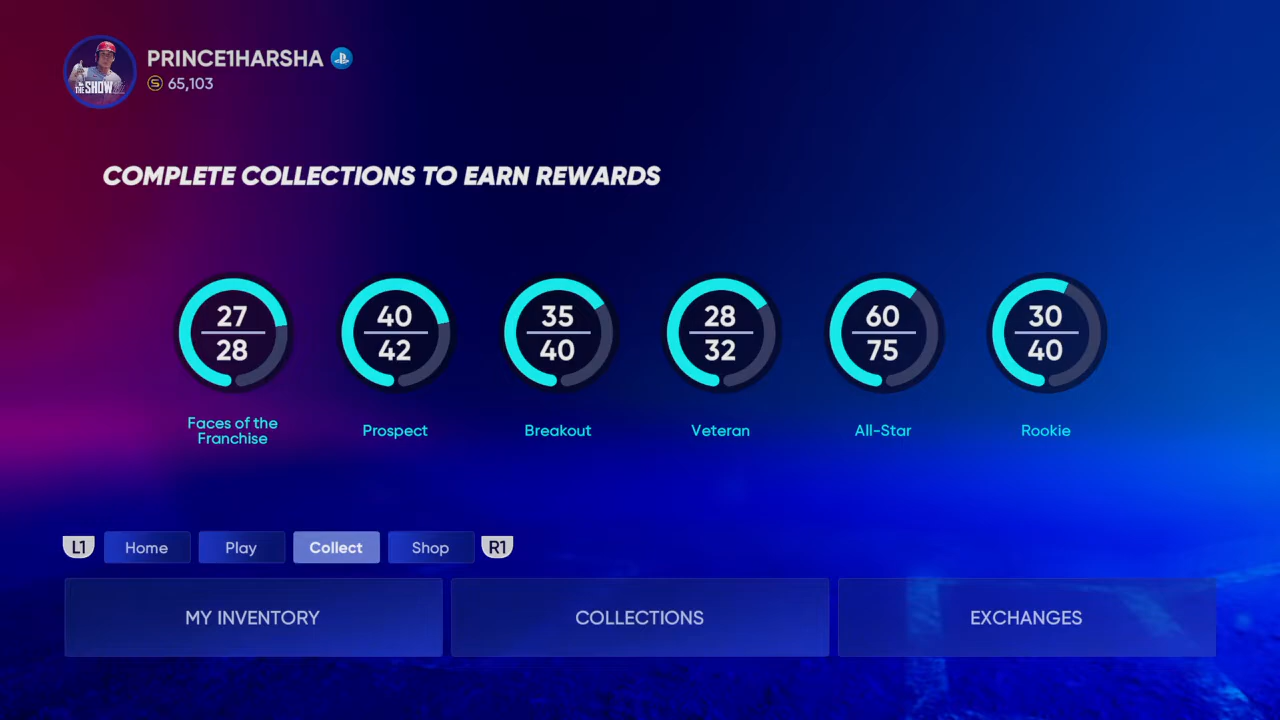 PRINCE1HARSHA
65,103
THE SHOW
COMPLETE COLLECTIONS TO EARN REWARDS
27
28
Faces of the
Franchise
40
42
Prospect
35
40
Breakout
28
32
Veteran
60
75
All-Star
30
40
Rookie
L1 Home Play Collect Shop R1
MY INVENTORY COLLECTIONS EXCHANGES